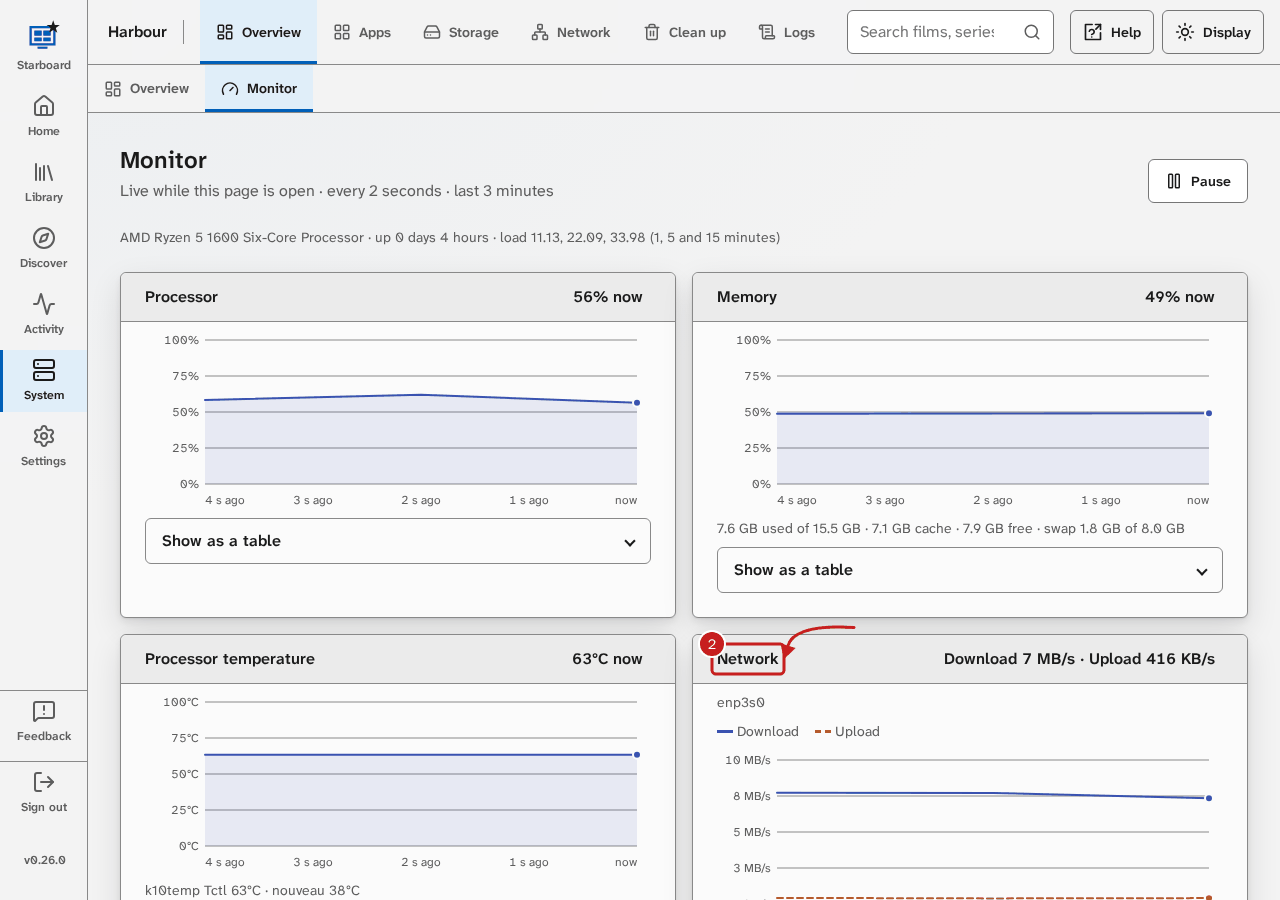 Starboard
Home
Library
Discover
Activity
System
Settings
Feedback
Sign out
v0.26.0
Harbour
Overview
Apps
Storage
Network
Clean up
Logs
Search films, series
Help
Display
Overview
Monitor
Monitor
Live while this page is open · every 2 seconds · last 3 minutes
Pause
AMD Ryzen 5 1600 Six-Core Processor · up 0 days 4 hours · load 11.13, 22.09, 33.98 (1, 5 and 15 minutes)
Processor
56% now
100%
75%
50%
25%
0%
4 s ago
3 s ago
2 s ago
1 s ago
now
Show as a table
Memory
49% now
100%
75%
50%
25%
0%
4 s ago
3 s ago
2 s ago
1 s ago
now
7.6 GB used of 15.5 GB · 7.1 GB cache · 7.9 GB free · swap 1.8 GB of 8.0 GB
Show as a table
Processor temperature
63°C now
100°C
75°C
50°C
25°C
0°C
4 s ago
3 s ago
2 s ago
1 s ago
now
k10temp Tctl 63°C · nouveau 38°C
2
Network
Download 7 MB/s · Upload 416 KB/s
enp3s0
Download
Upload
10 MB/s
8 MB/s
5 MB/s
3 MB/s